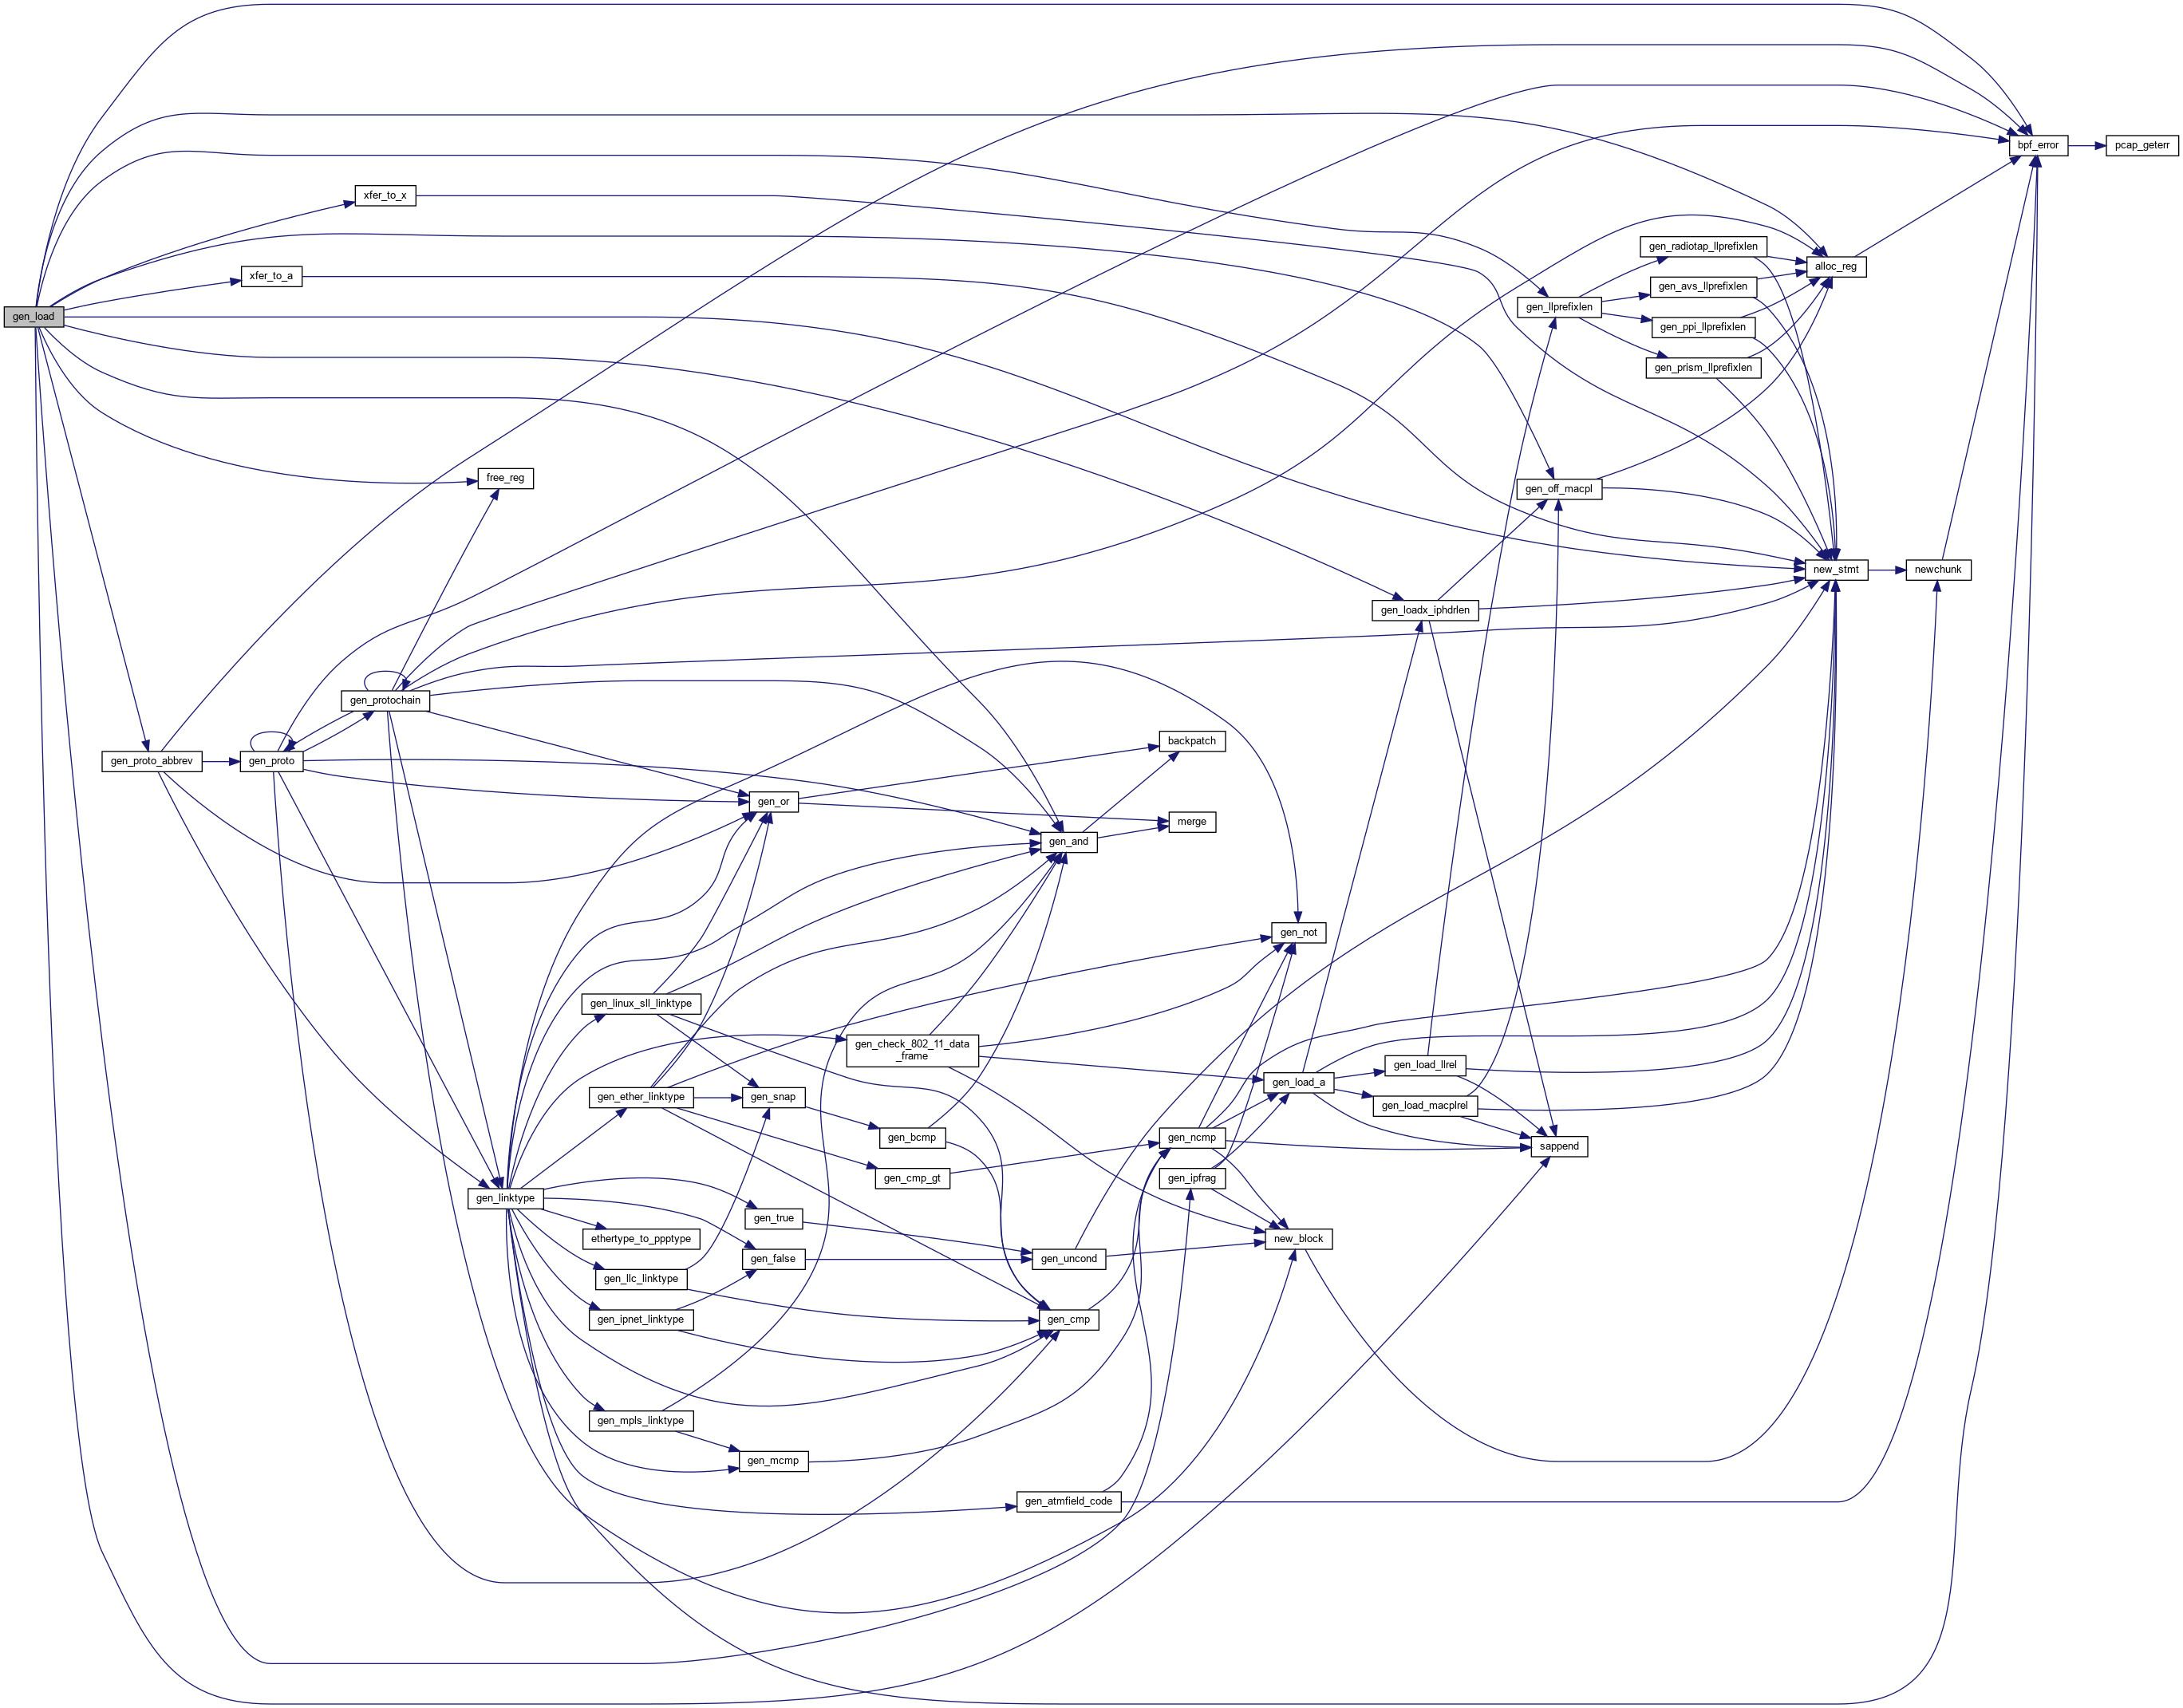 bpf_error
pcap_geterr
xfer_to_x
gen_radiotap_llprefixlen
alloc_reg
xfer_to_a
gen_avs_llprefixlen
gen_load
gen_llprefixlen
gen_ppi_llprefixlen
gen_prism_llprefixlen
free_reg
gen_off_macpl
new_stmt
newchunk
gen_loadx_iphdrlen
gen_protochain
gen_proto_abbrev
gen_proto
backpatch
gen_or
merge
gen_and
gen_not
gen_linux_sll_linktype
gen_check_802_11_data
_frame
gen_load_llrel
gen_load_a
gen_ether_linktype
gen_snap
gen_load_macplrel
gen_bcmp
gen_ncmp
sappend
gen_cmp_gt
gen_ipfrag
gen_linktype
gen_true
ethertype_to_ppptype
new_block
gen_false
gen_uncond
gen_llc_linktype
gen_ipnet_linktype
gen_cmp
gen_mpls_linktype
gen_mcmp
gen_atmfield_code